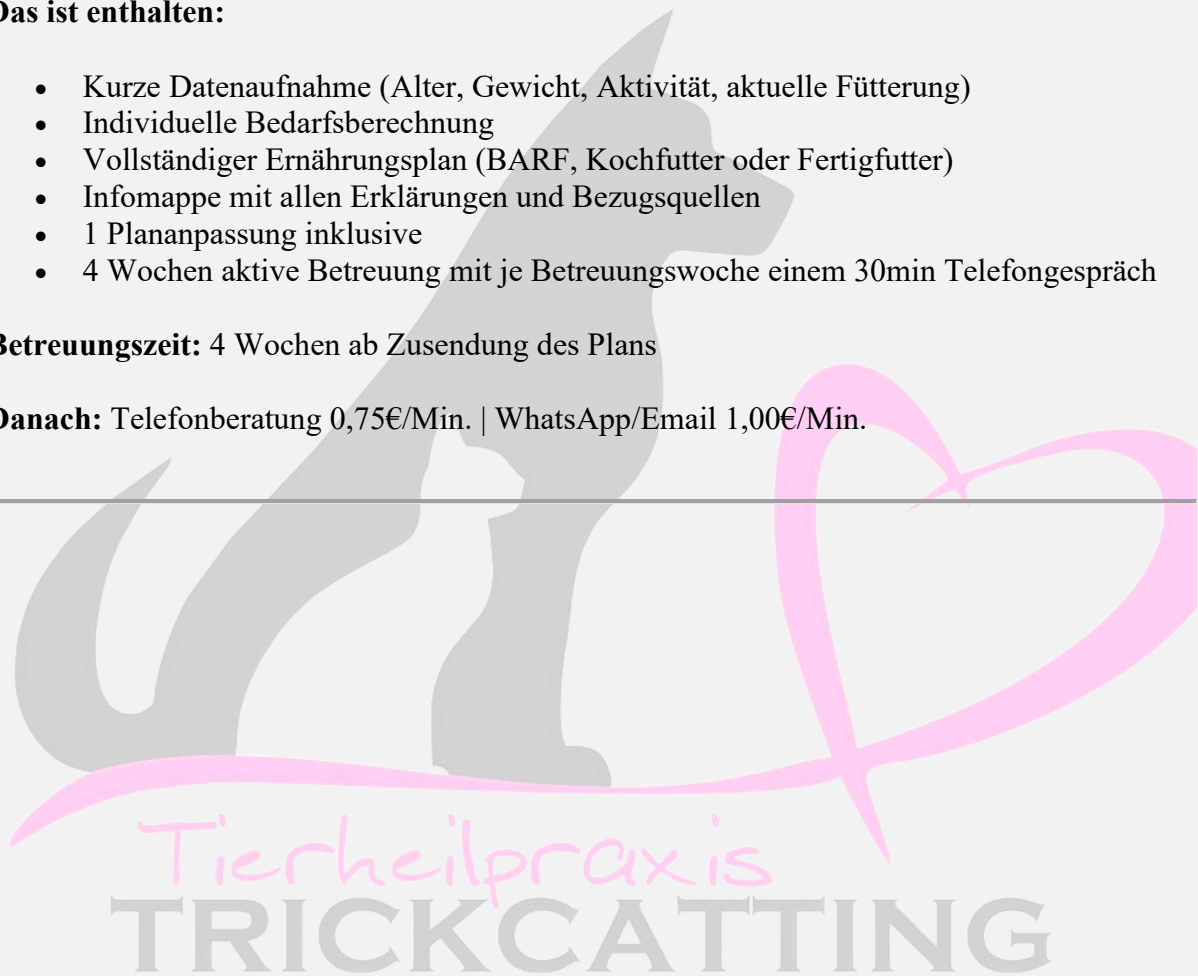 Das ist enthalten:
• Kurze Datenaufnahme (Alter, Gewicht, Aktivität, aktuelle Fütterung)
• Individuelle Bedarfsberechnung
• Vollständiger Ernährungsplan (BARF, Kochfutter oder Fertigfutter)
• Infomappe mit allen Erklärungen und Bezugsquellen
• 1 Plananpassung inklusive
• 4 Wochen aktive Betreuung mit je Betreuungswoche einem 30min Telefongespräch
Betreuungszeit: 4 Wochen ab Zusendung des Plans
Danach: Telefonberatung 0,75€/Min. | WhatsApp/Email 1,00€/Min.
Tierheilpraxis
TRICKCATTING